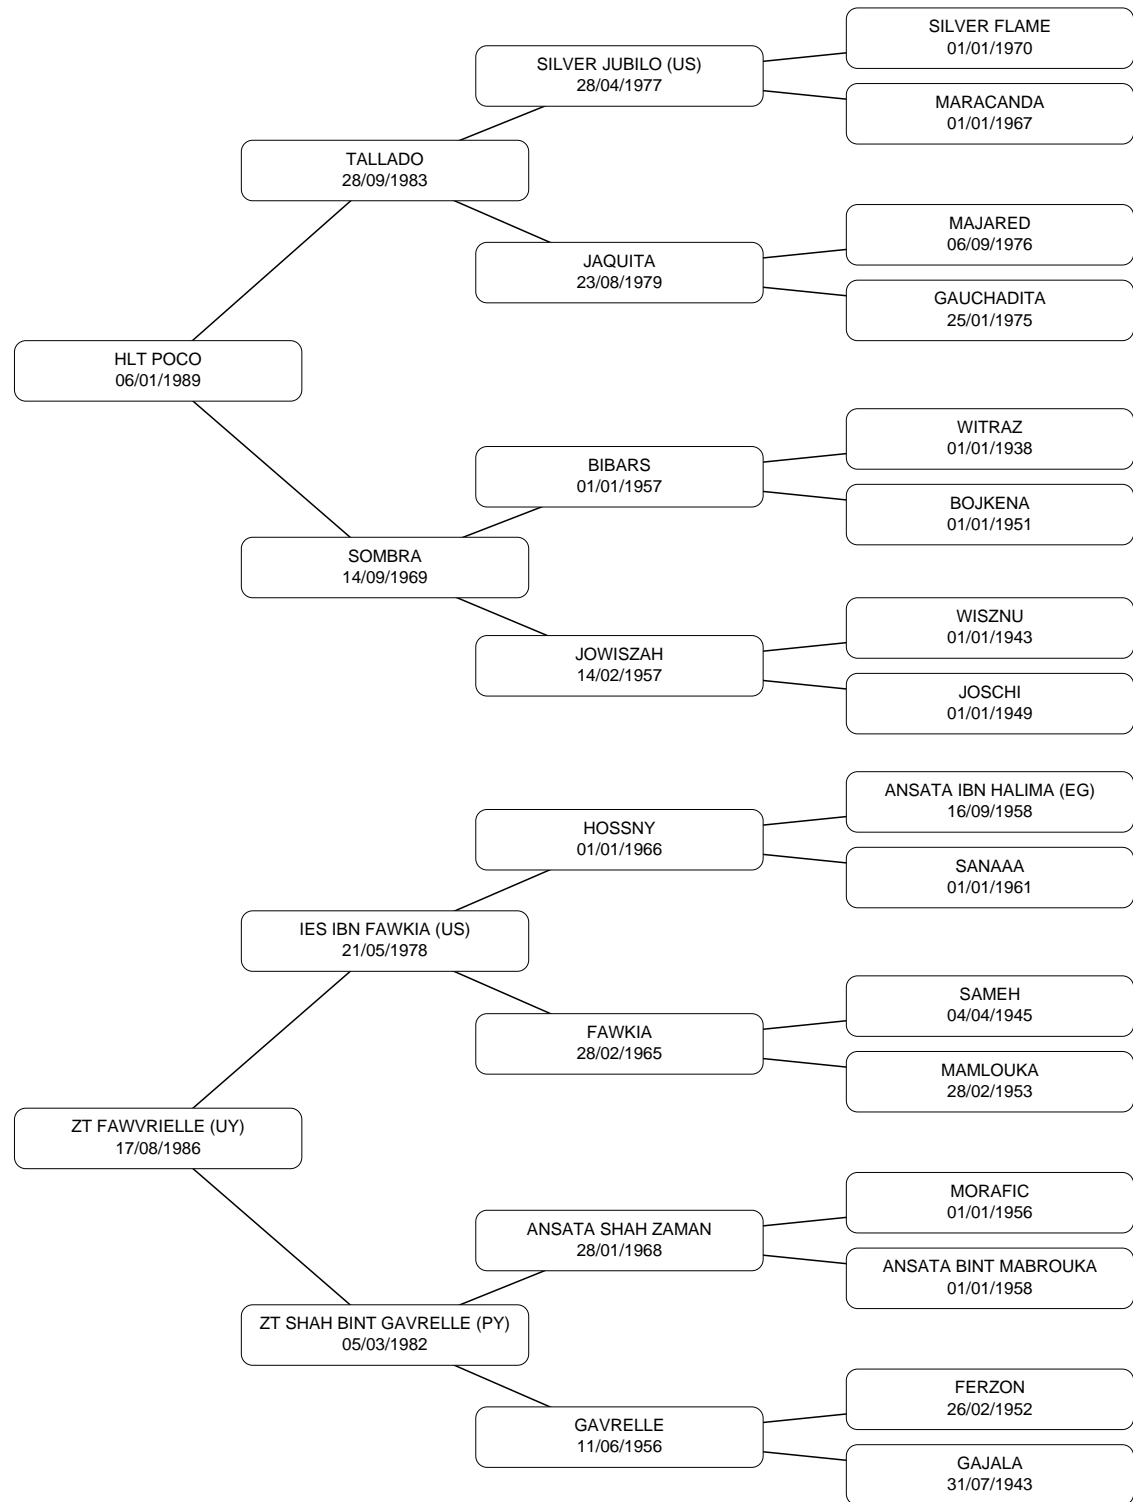 SILVER FLAME
01/01/1970
SILVER JUBILO (US)
28/04/1977
MARACANDA
01/01/1967
TALLADO
28/09/1983
MAJARED
06/09/1976
JAQUITA
23/08/1979
GAUCHADITA
25/01/1975
HLT POCO
06/01/1989
WITRAZ
01/01/1938
BIBARS
01/01/1957
BOJKENA
01/01/1951
SOMBRA
14/09/1969
WISZNU
01/01/1943
JOWISZAH
14/02/1957
JOSCHI
01/01/1949
ANSATA IBN HALIMA (EG)
16/09/1958
HOSSNY
01/01/1966
SANAAA
01/01/1961
IES IBN FAWKIA (US)
21/05/1978
SAMEH
04/04/1945
FAWKIA
28/02/1965
MAMLOUKA
28/02/1953
ZT FAWVRIELLE (UY)
17/08/1986
MORAFIC
01/01/1956
ANSATA SHAH ZAMAN
28/01/1968
ANSATA BINT MABROUKA
01/01/1958
ZT SHAH BINT GAVRELLE (PY)
05/03/1982
FERZON
26/02/1952
GAVRELLE
11/06/1956
GAJALA
31/07/1943